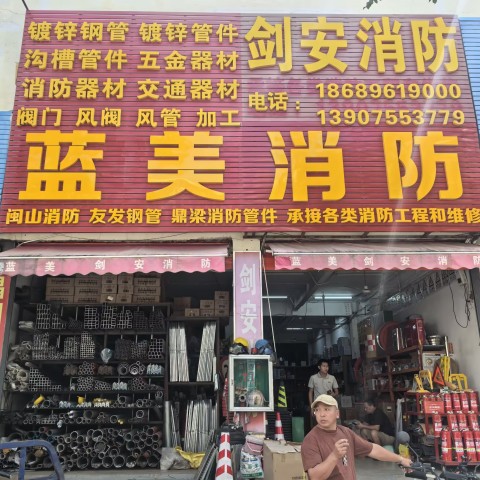 镀锌钢管 镀锌管件
沟槽管件 五金器材
消防器材 交通器材
阀门 风阀 风管 加工
剑安消防
电话：18689619000
13907553779
蓝美消防
闽山消防 友发钢管 鼎梁消防管件 承接各类消防工程和维修
蓝 美 剑 安 消 防
蓝 美 剑 安 消 防
剑安